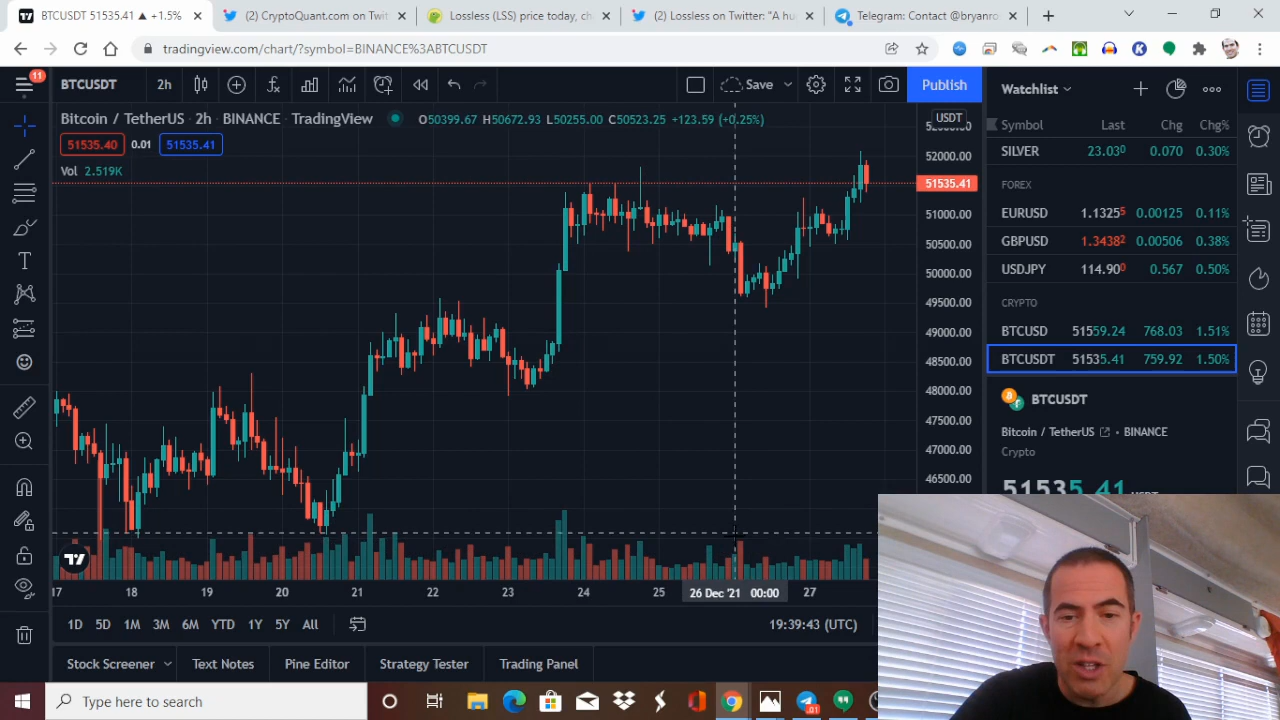 BTCUSDT 51535.41 ▲ +1.5%
(2) CryptoQuant.com on Twit
Lossless (LSS) price today, ch
(2) Lossless on Twitter: "A hu
Telegram: Contact @bryanro
tradingview.com/chart/?symbol=BINANCE%3ABTCUSDT
11
BTCUSDT
2h
Save
Publish
Bitcoin / TetherUS · 2h · BINANCE · TradingView
O50399.67 H50672.93 L50255.00 C50523.25 +123.59 (+0.25%)
51535.40 0.01 51535.41
Vol 2.519K
USDT
52000.00
51535.41
51000.00
50500.00
50000.00
49500.00
49000.00
48500.00
48000.00
47500.00
47000.00
46500.00
17 18 19 20 21 22 23 24 25 26 Dec '21 00:00 27
1D 5D 1M 3M 6M YTD 1Y 5Y All
19:39:43 (UTC)
Stock Screener Text Notes Pine Editor Strategy Tester Trading Panel
Watchlist
Symbol Last Chg Chg%
SILVER 23.030 0.070 0.30%
FOREX
EURUSD 1.13255 0.00125 0.11%
GBPUSD 1.34382 0.00506 0.38%
USDJPY 114.900 0.567 0.50%
CRYPTO
BTCUSD 51559.24 768.03 1.51%
BTCUSDT 51535.41 759.92 1.50%
BTCUSDT
Bitcoin / TetherUS • BINANCE
Crypto
51535.41
Type here to search